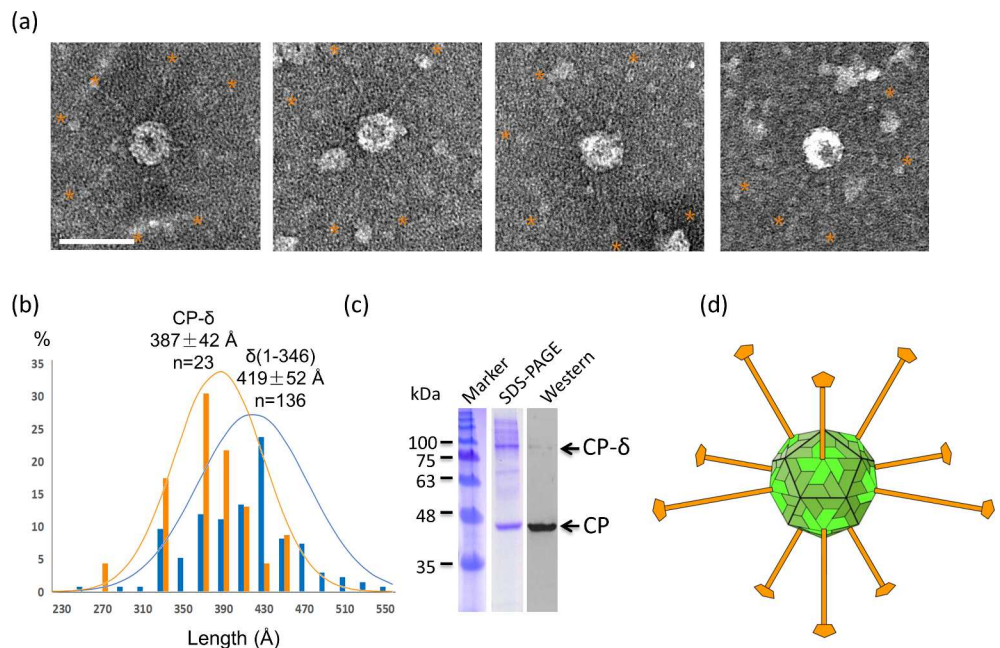 (a)
(b)
%
CP-δ
387±42 Å
n=23
δ(1-346)
419±52 Å
n=136
35
30
25
20
15
10
5
0
230 270 310 350 390 430 470 510 550
Length (Å)
(c)
kDa
Marker
SDS-PAGE
Western
100
75
63
48
35
CP-δ
CP
(d)